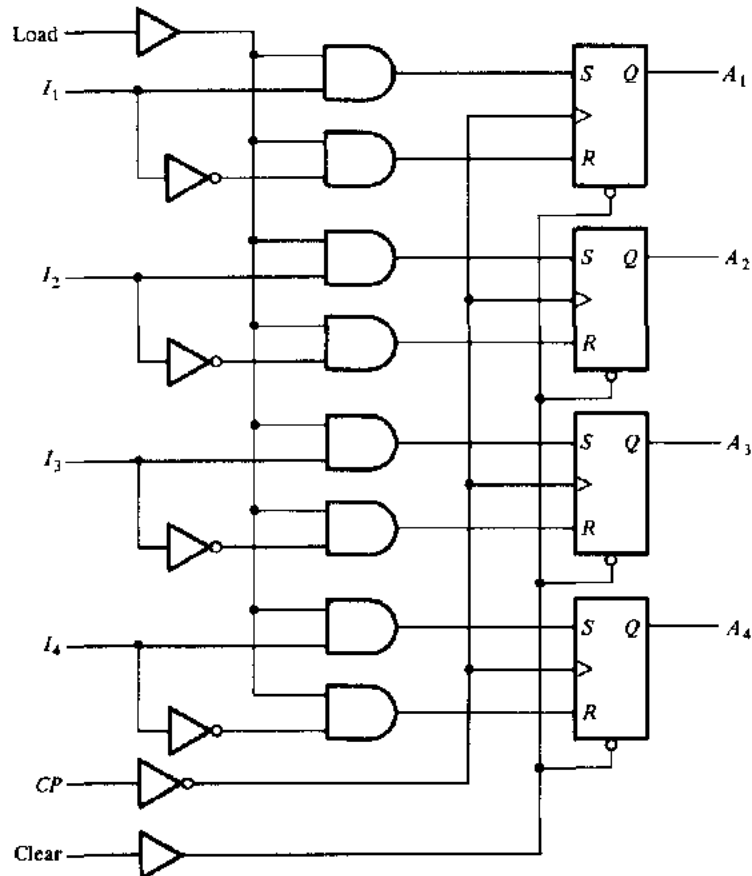 Load
I₁
S Q A₁
R
I₂
S Q A₂
R
I₃
S Q A₃
R
I₄
S Q A₄
R
CP
Clear